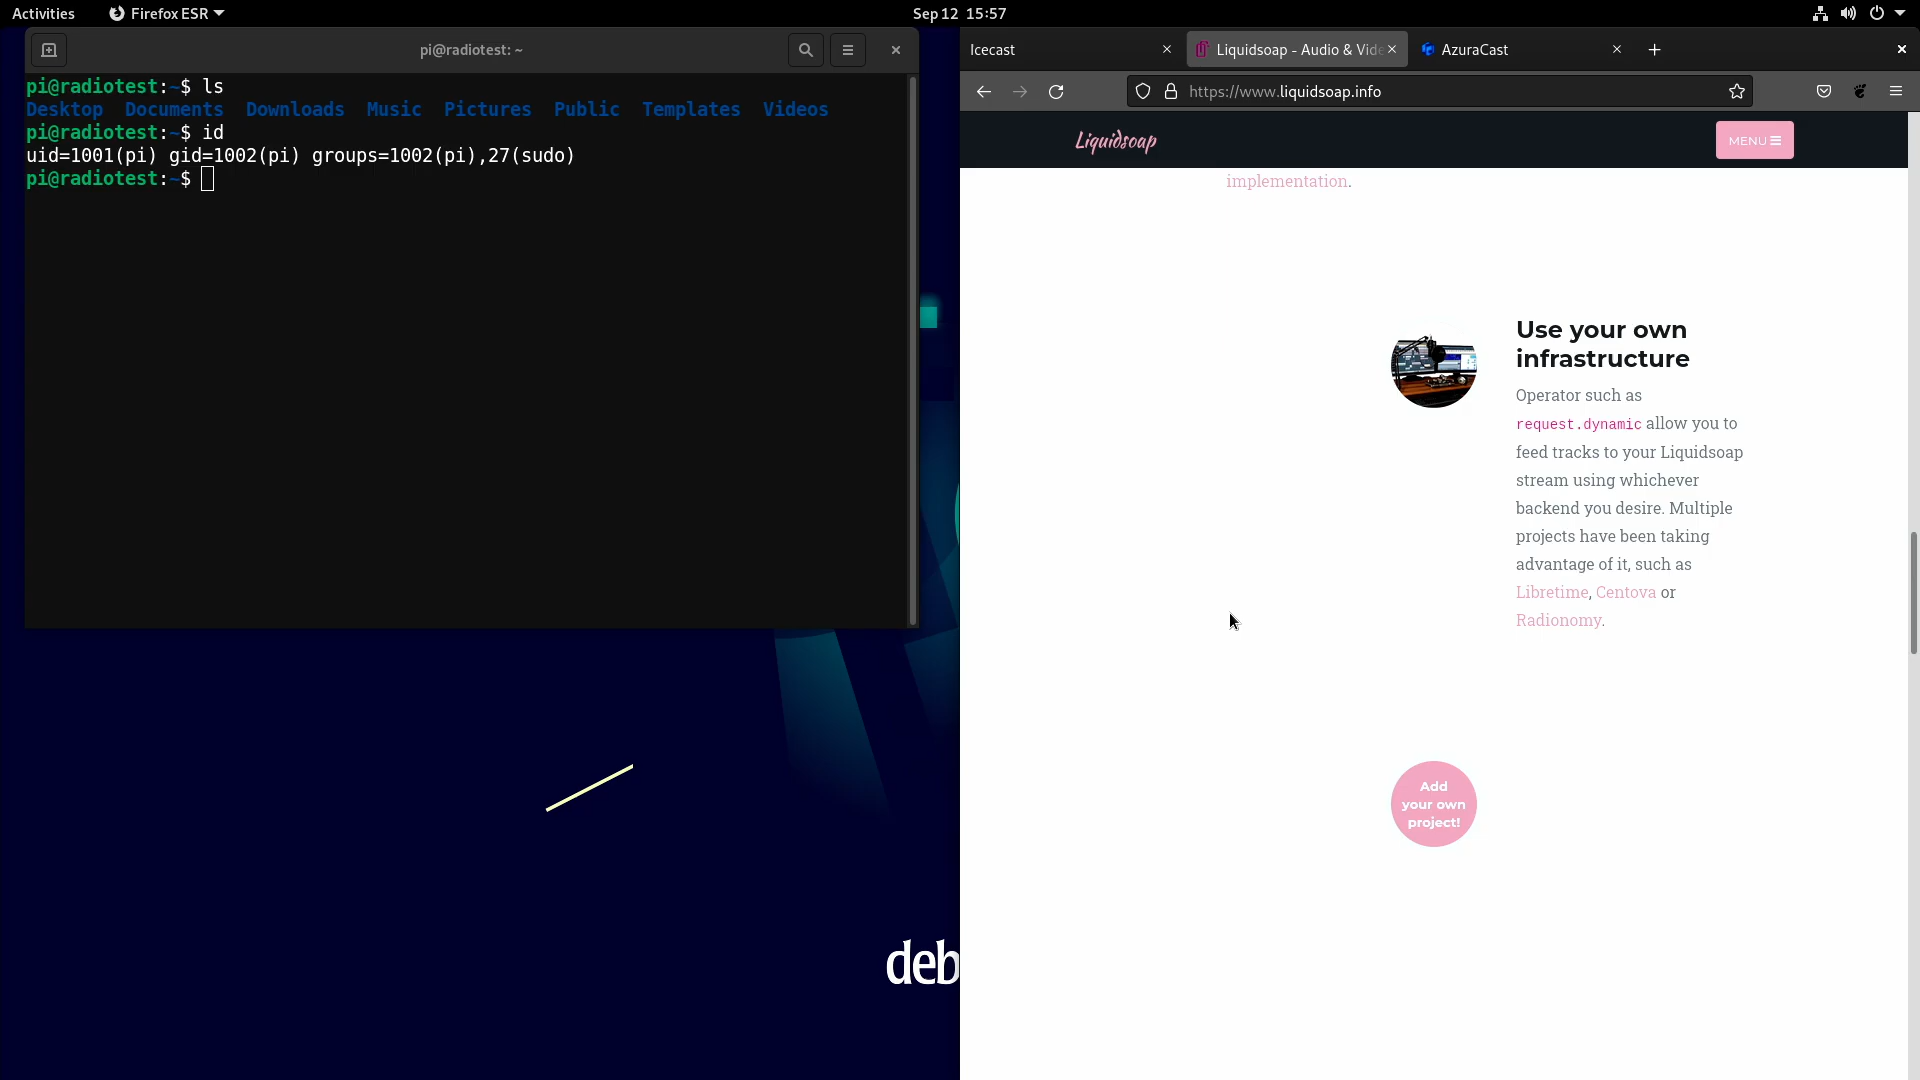 Activities Firefox ESR Sep 12 15:57
pi@radiotest: ~
pi@radiotest:~$ ls
Desktop Documents Downloads Music Pictures Public Templates Videos
pi@radiotest:~$ id
uid=1001(pi) gid=1002(pi) groups=1002(pi),27(sudo)
pi@radiotest:~$
deb
Icecast Liquidsoap - Audio & Vide AzuraCast
https://www.liquidsoap.info
Liquidsoap MENU
implementation.
Use your own
infrastructure
Operator such as
request.dynamic allow you to
feed tracks to your Liquidsoap
stream using whichever
backend you desire. Multiple
projects have been taking
advantage of it, such as
Libretime, Centova or
Radionomy.
Add
your own
project!